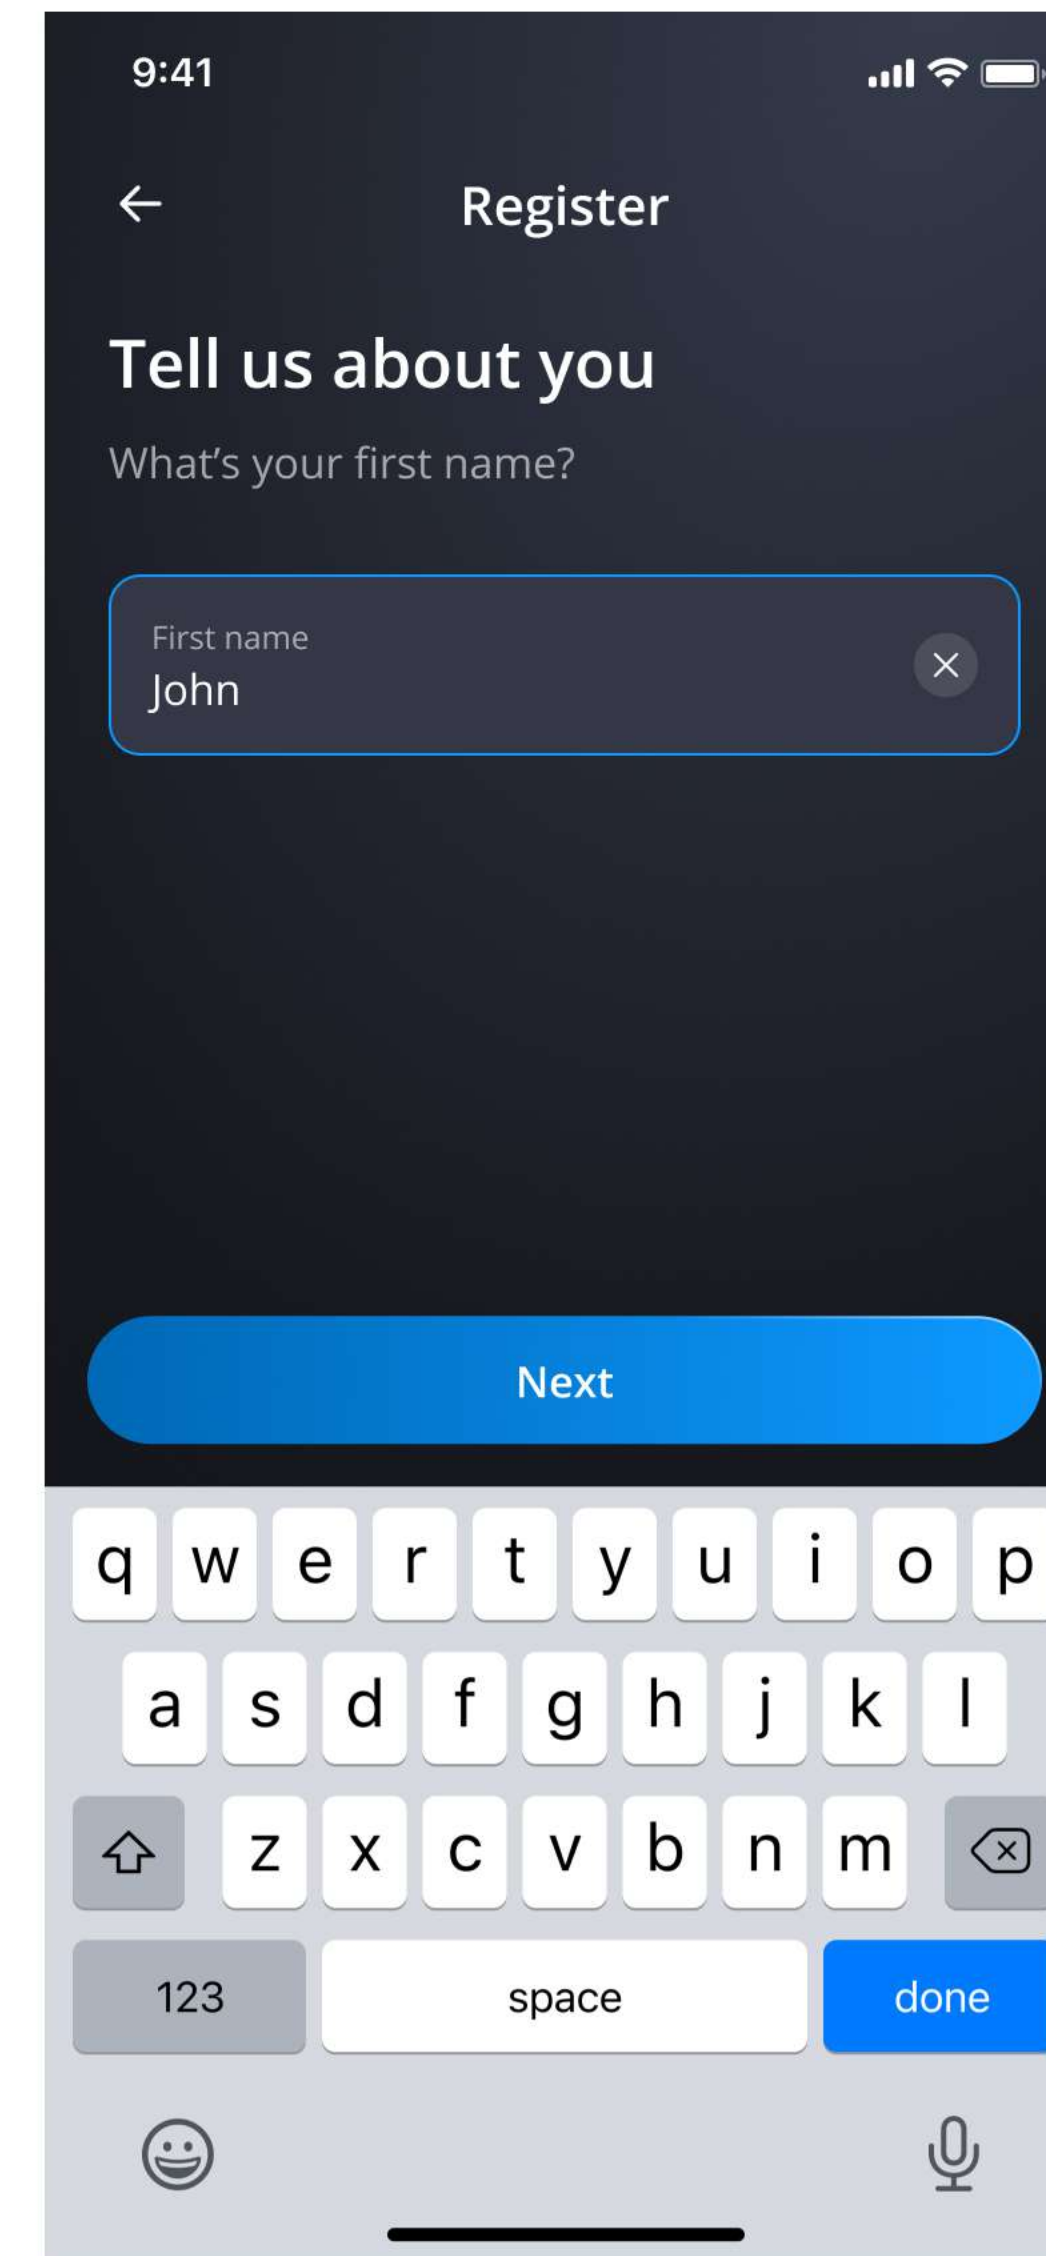 9:41
Register
Tell us about you
What's your first name?
First name
John
Next
q w e r t y u i o p
a s d f g h j k l
z x c v b n m
123 space done